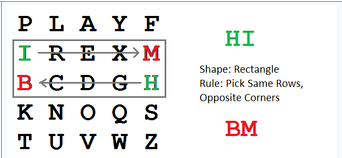 P L A Y F
I R E X M
B C D G H
K N O Q S
T U V W Z
HI
Shape: Rectangle
Rule: Pick Same Rows,
Opposite Corners
BM